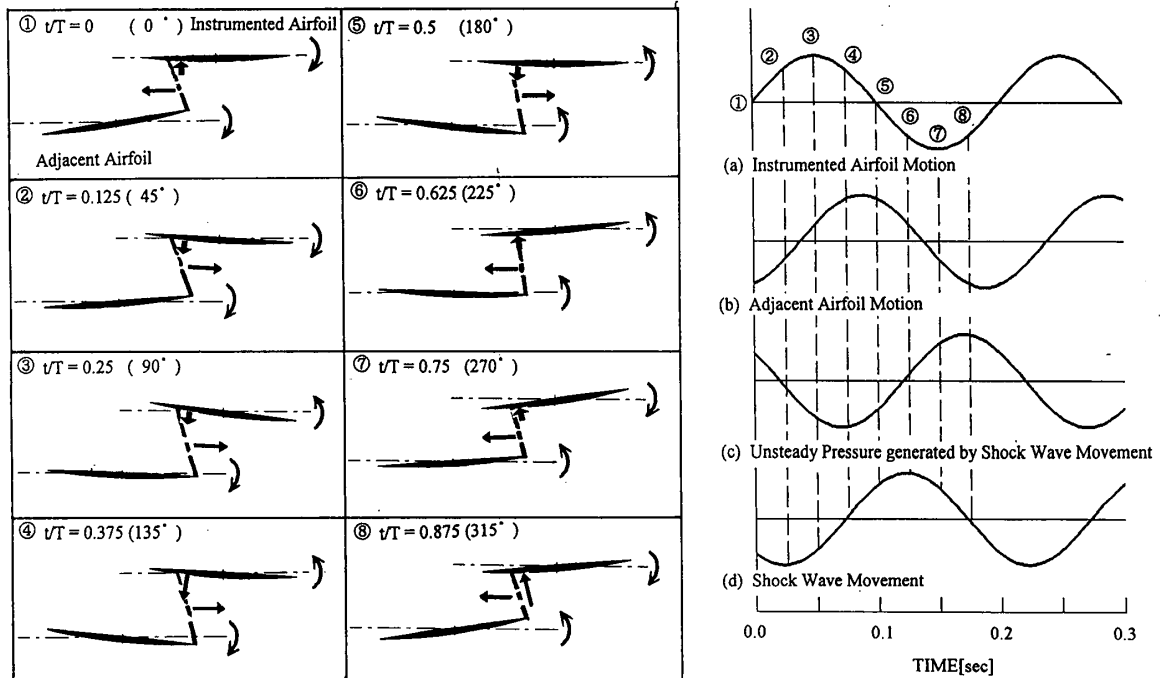 ① t/T = 0 ( 0° ) Instrumented Airfoil
Adjacent Airfoil
② t/T = 0.125 ( 45° )
③ t/T = 0.25 ( 90° )
④ t/T = 0.375 (135° )
⑤ t/T = 0.5 (180° )
⑥ t/T = 0.625 (225° )
⑦ t/T = 0.75 (270° )
⑧ t/T = 0.875 (315° )
① ② ③ ④ ⑤ ⑥ ⑦ ⑧
(a) Instrumented Airfoil Motion
(b) Adjacent Airfoil Motion
(c) Unsteady Pressure generated by Shock Wave Movement
(d) Shock Wave Movement
0.0 0.1 0.2 0.3
TIME[sec]